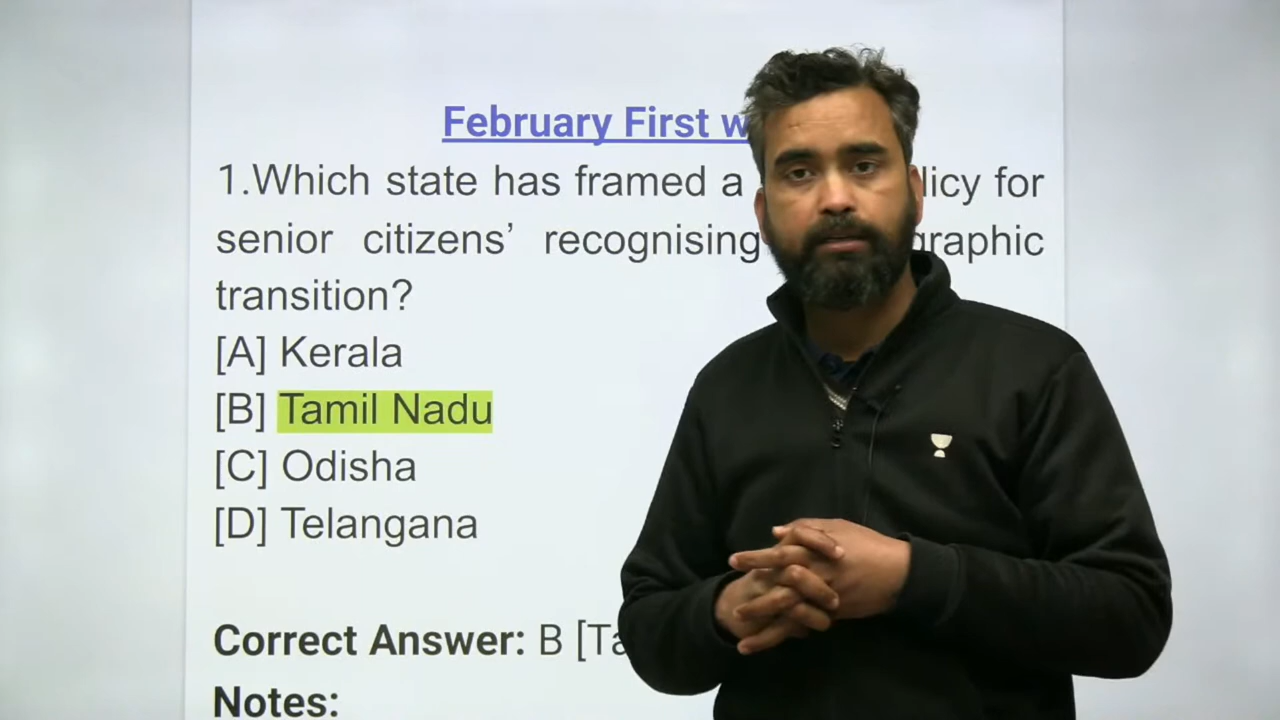 February First
1.Which state has framed a licy for
senior citizens’ recognising graphic
transition?
[A] Kerala
[B] Tamil Nadu
[C] Odisha
[D] Telangana
Correct Answer: B [Ta
Notes: